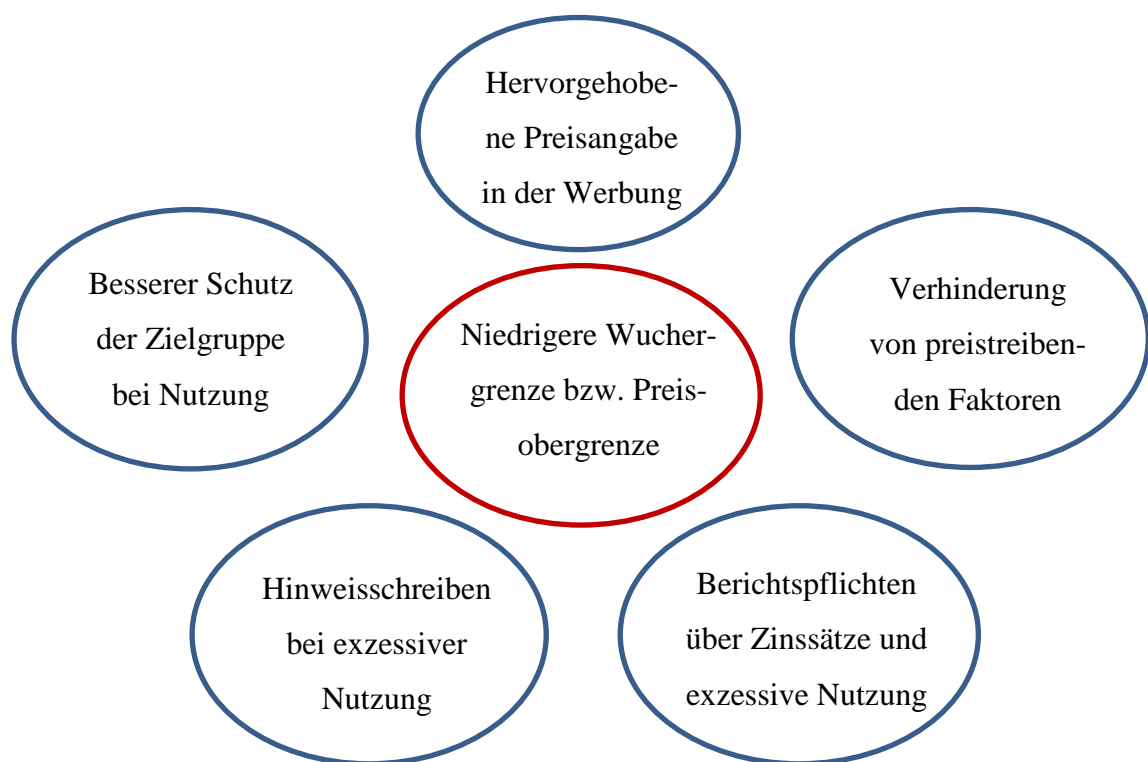 Hervorgehobe-
ne Preisangabe
in der Werbung
Besserer Schutz
der Zielgruppe
bei Nutzung
Niedrigere Wucher-
grenze bzw. Preis-
obergrenze
Verhinderung
von preistreiben-
den Faktoren
Hinweisschreiben
bei exzessiver
Nutzung
Berichtspflichten
über Zinssätze und
exzessive Nutzung